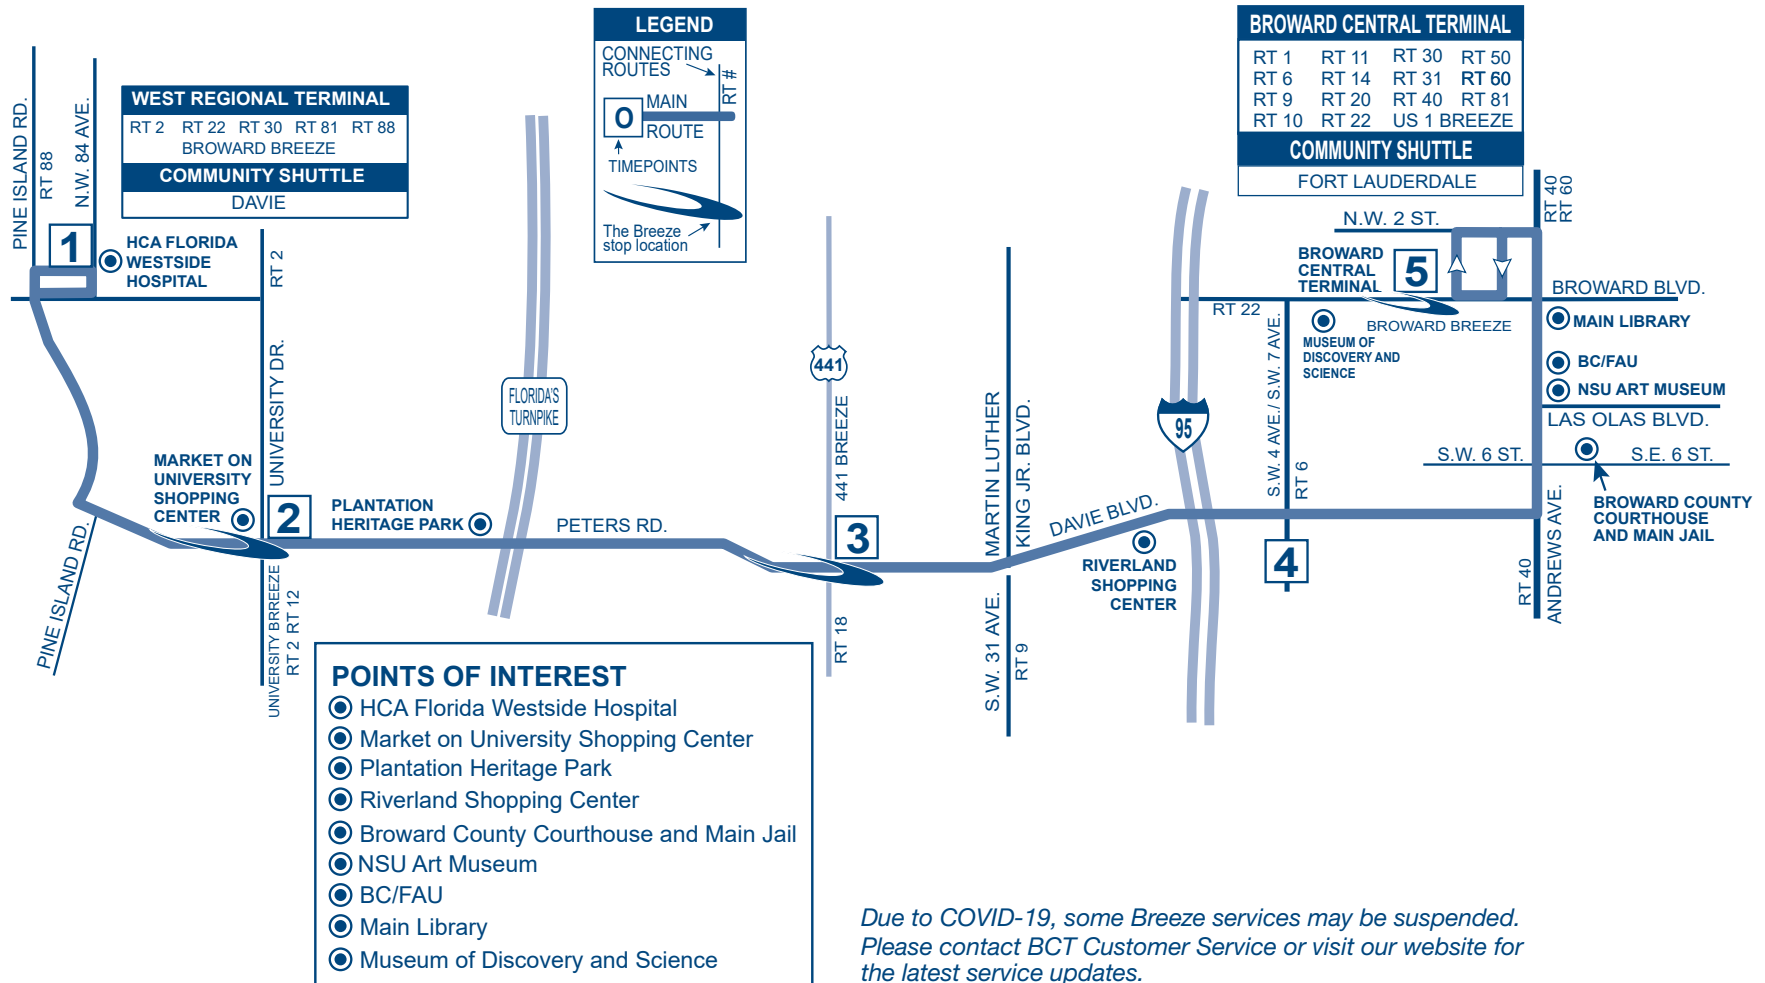 LEGEND
CONNECTING
ROUTES
RT #
MAIN
O
ROUTE
TIMEPOINTS
The Breeze
stop location
BROWARD CENTRAL TERMINAL
RT 1 RT 11 RT 30 RT 50
RT 6 RT 14 RT 31 RT 60
RT 9 RT 20 RT 40 RT 81
RT 10 RT 22 US 1 BREEZE
COMMUNITY SHUTTLE
FORT LAUDERDALE
WEST REGIONAL TERMINAL
RT 2 RT 22 RT 30 RT 81 RT 88
BROWARD BREEZE
COMMUNITY SHUTTLE
DAVIE
PINE ISLAND RD.
RT 88
N.W. 84 AVE.
1
HCA FLORIDA
WESTSIDE
HOSPITAL
RT 2
UNIVERSITY DR.
MARKET ON
UNIVERSITY
SHOPPING
CENTER
2
PINE ISLAND RD.
UNIVERSITY BRREEZE
RT 2 RT 12
PLANTATION
HERITAGE PARK
PETERS RD.
FLORIDA'S
TURNPIKE
441
441 BREEZE
3
RT 18
MARTIN LUTHER
KING JR. BLVD.
S.W. 31 AVE.
RT 9
DAVIE BLVD.
RIVERLAND
SHOPPING
CENTER
95
RT 22
S.W. 4 AVE./ S.W. 7 AVE.
RT 6
4
MUSEUM OF
DISCOVERY AND
SCIENCE
N.W. 2 ST.
BROWARD
CENTRAL
TERMINAL
5
BROWARD BREEZE
RT 40
RT 60
BROWARD BLVD.
MAIN LIBRARY
BC/FAU
NSU ART MUSEUM
LAS OLAS BLVD.
S.W. 6 ST.
S.E. 6 ST.
BROWARD COUNTY
COURTHOUSE
AND MAIN JAIL
RT 40
ANDREWS AVE.
POINTS OF INTEREST
HCA Florida Westside Hospital
Market on University Shopping Center
Plantation Heritage Park
Riverland Shopping Center
Broward County Courthouse and Main Jail
NSU Art Museum
BC/FAU
Main Library
Museum of Discovery and Science
Due to COVID-19, some Breeze services may be suspended.
Please contact BCT Customer Service or visit our website for
the latest service updates.